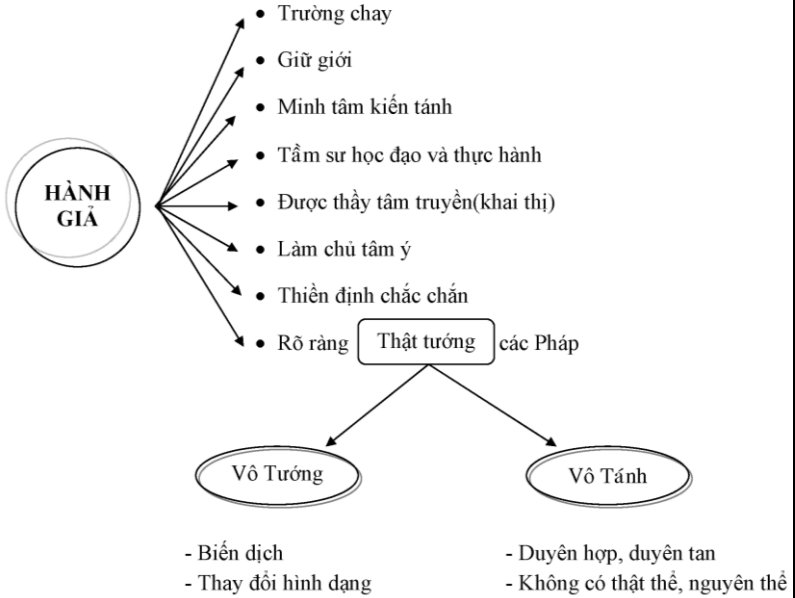 • Trường chay
• Giữ giới
• Minh tâm kiến tánh
• Tầm sư học đạo và thực hành
HÀNH
GIẢ
• Được thầy tâm truyền(khai thị)
• Làm chủ tâm ý
• Thiền định chắc chắn
• Rõ ràng Thật tướng các Pháp
Vô Tướng
Vô Tánh
- Biến dịch
- Thay đổi hình dạng
- Duyên hợp, duyên tan
- Không có thật thể, nguyên thể